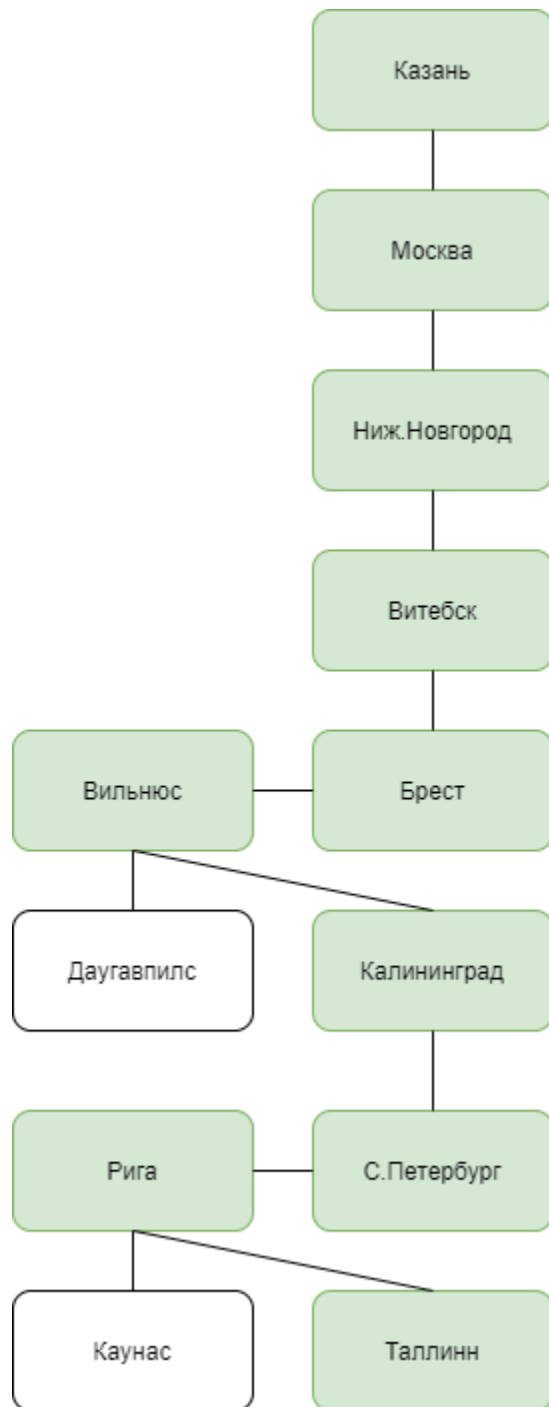 Казань
Москва
Ниж.Новгород
Витебск
Вильнюс
Брест
Даугавпилс
Калининград
Рига
С.Петербург
Каунас
Таллинн